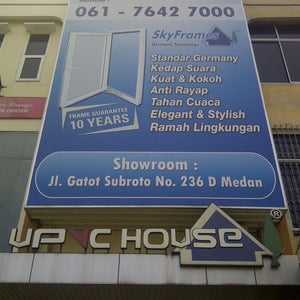 061 - 7642 7000
SkyFrames
Germany Technology
Standar Germany
Kedap Suara
Kuat & Kokoh
Anti Rayap
Tahan Cuaca
Elegant & Stylish
Ramah Lingkungan
FRAME GUARANTEE
10 YEARS
Showroom :
Jl. Gatot Subroto No. 236 D Medan
UPVC HOUSE ®